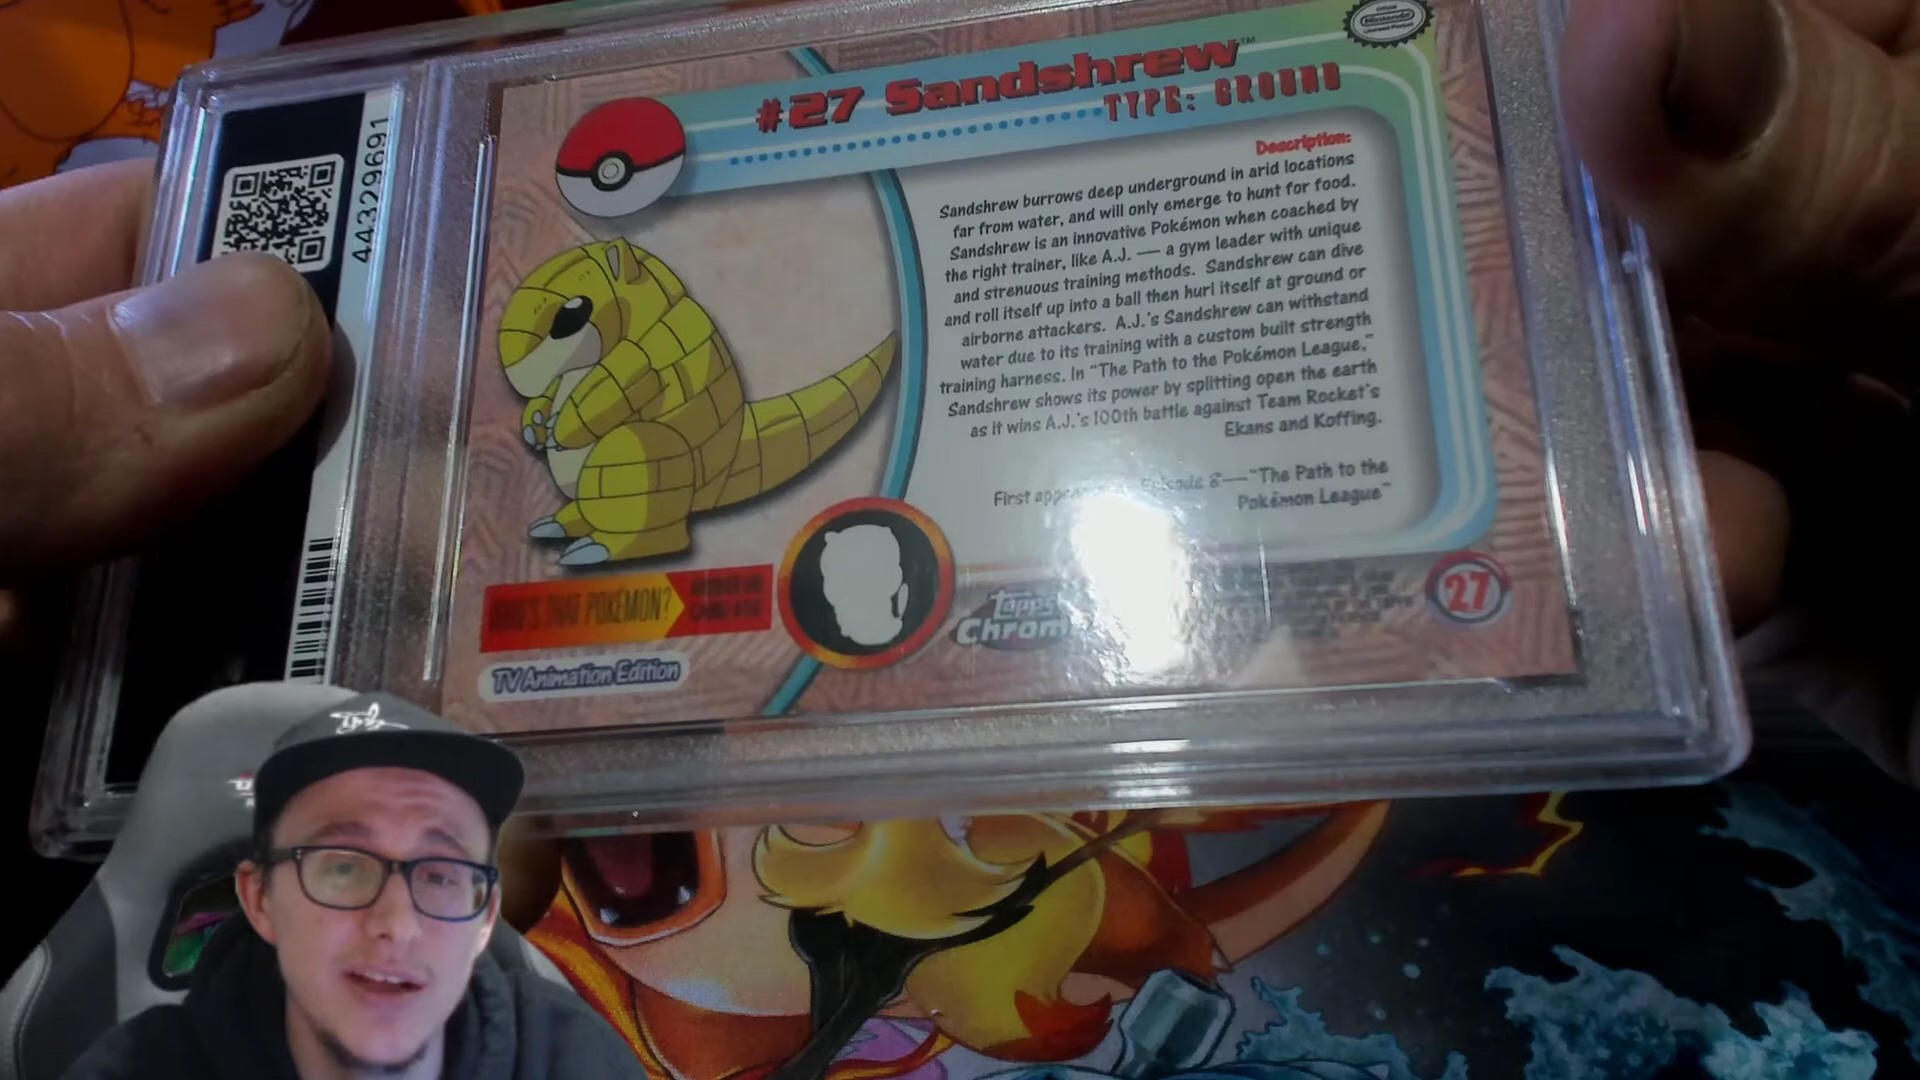 44329691
#27 Sandshrew™
TYPE: GROUND
Official
Nintendo
Licensed Product
Description:
Sandshrew burrows deep underground in arid locations
far from water, and will only emerge to hunt for food.
Sandshrew is an innovative Pokémon when coached by
the right trainer, like A.J. — a gym leader with unique
and strenuous training methods. Sandshrew can dive
and roll itself up into a ball then hurl itself at ground or
airborne attackers. A.J.'s Sandshrew can withstand
water due to its training with a custom built strength
training harness. In "The Path to the Pokémon League,"
Sandshrew shows its power by splitting open the earth
as it wins A.J.'s 100th battle against Team Rocket's
Ekans and Koffing.
First Episode 8—"The Path to the
Pokémon League"
WHO'S THAT POKÉMON?
TV Animation Edition
Topps
Chrome
27